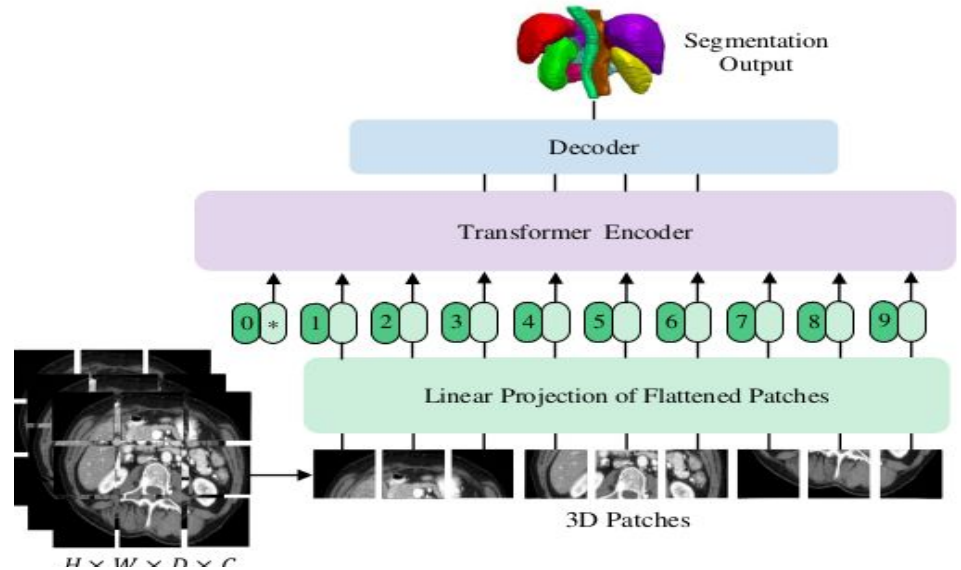 Segmentation
Output
Decoder
Transformer Encoder
0 * 1 2 3 4 5 6 7 8 9
Linear Projection of Flattened Patches
3D Patches
H × W × D × C